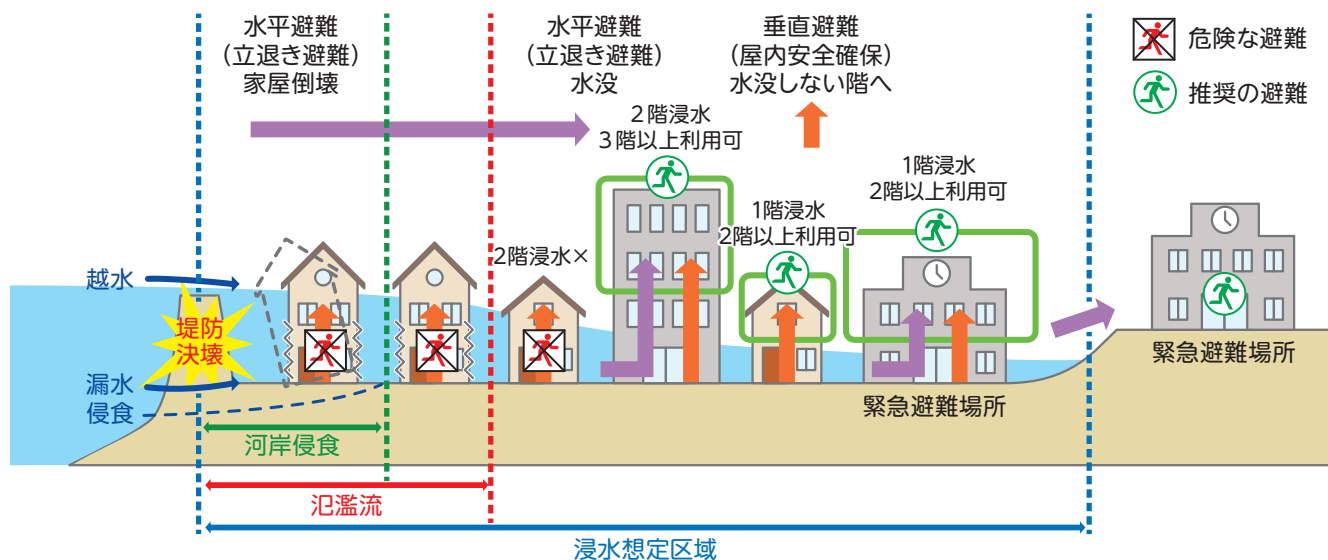 水平避難
(立退き避難)
家屋倒壊
水平避難
(立退き避難)
水没
垂直避難
(屋内安全確保)
水没しない階へ
危険な避難
推奨の避難
2階浸水
3階以上利用可
1階浸水
2階以上利用可
1階浸水
2階以上利用可
2階浸水×
越水
堤防
決壊
漏水
侵食
緊急避難場所
緊急避難場所
河岸侵食
氾濫流
浸水想定区域